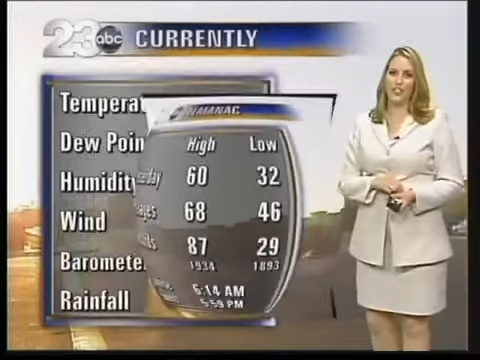 23 abc CURRENTLY
Temperat
ALMANAC
High Low
Dew Poin
60 32
Humidity
68 46
Wind
87 29
1934 1893
Baromete
6:14 AM
5:59 PM
Rainfall